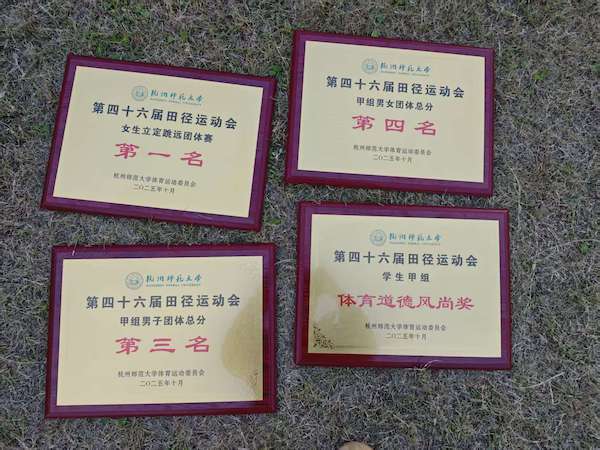 杭州师范大学
第四十六届田径运动会
女生立定跳远团体赛
第一名
杭州师范大学体育运动委员会
二〇二五年十月
杭州师范大学
第四十六届田径运动会
甲组男女团体总分
第四名
杭州师范大学体育运动委员会
二〇二五年十月
杭州师范大学
第四十六届田径运动会
甲组男子团体总分
第三名
杭州师范大学体育运动委员会
二〇二五年十月
杭州师范大学
第四十六届田径运动会
学生甲组
体育道德风尚奖
杭州师范大学体育运动委员会
二〇二五年十月